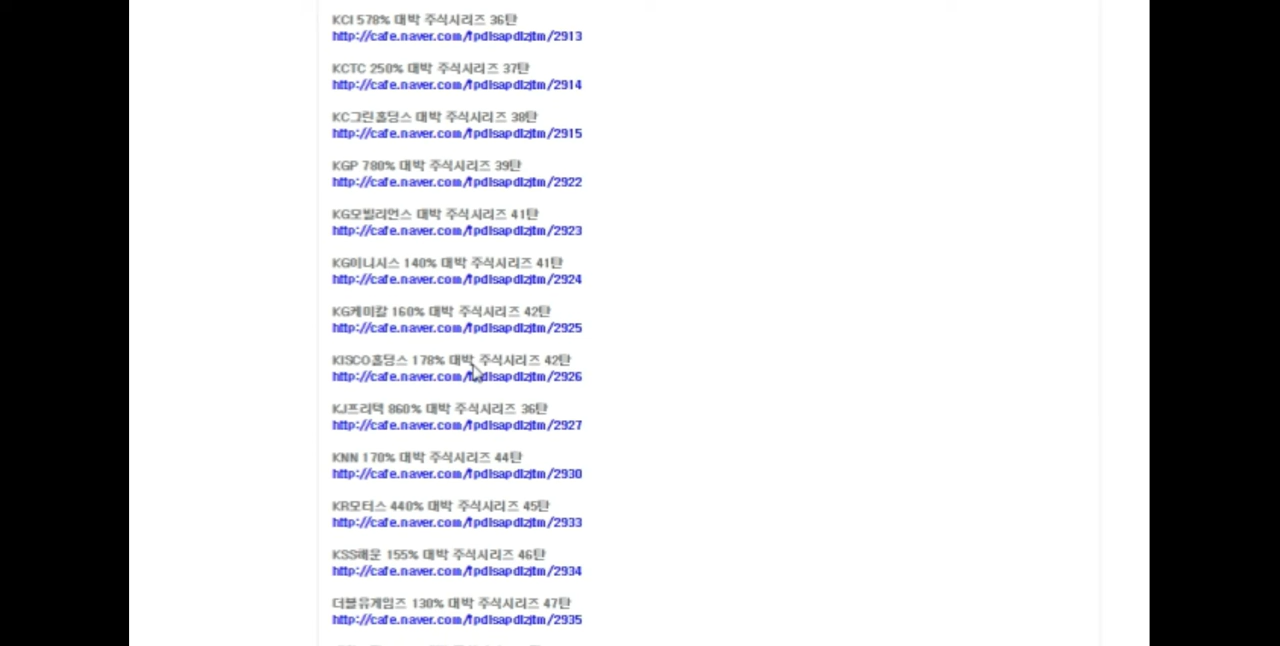 KCI 578% 대박 주식시리즈 36탄
http://cafe.naver.com/tpdlsapdlzjtm/2913
KCTC 250% 대박 주식시리즈 37탄
http://cafe.naver.com/tpdlsapdlzjtm/2914
KC그린홀딩스 대박 주식시리즈 38탄
http://cafe.naver.com/tpdlsapdlzjtm/2915
KGP 780% 대박 주식시리즈 39탄
http://cafe.naver.com/tpdlsapdlzjtm/2922
KG모빌리언스 대박 주식시리즈 41탄
http://cafe.naver.com/tpdlsapdlzjtm/2923
KG이니시스 140% 대박 주식시리즈 41탄
http://cafe.naver.com/tpdlsapdlzjtm/2924
KG케미칼 160% 대박 주식시리즈 42탄
http://cafe.naver.com/tpdlsapdlzjtm/2925
KISCO홀딩스 178% 대박 주식시리즈 42탄
http://cafe.naver.com/tpdlsapdlzjtm/2926
KJ프리텍 860% 대박 주식시리즈 36탄
http://cafe.naver.com/tpdlsapdlzjtm/2927
KNN 170% 대박 주식시리즈 44탄
http://cafe.naver.com/tpdlsapdlzjtm/2930
KR모터스 440% 대박 주식시리즈 45탄
http://cafe.naver.com/tpdlsapdlzjtm/2933
KSS해운 155% 대박 주식시리즈 46탄
http://cafe.naver.com/tpdlsapdlzjtm/2934
더블유게임즈 130% 대박 주식시리즈 47탄
http://cafe.naver.com/tpdlsapdlzjtm/2935